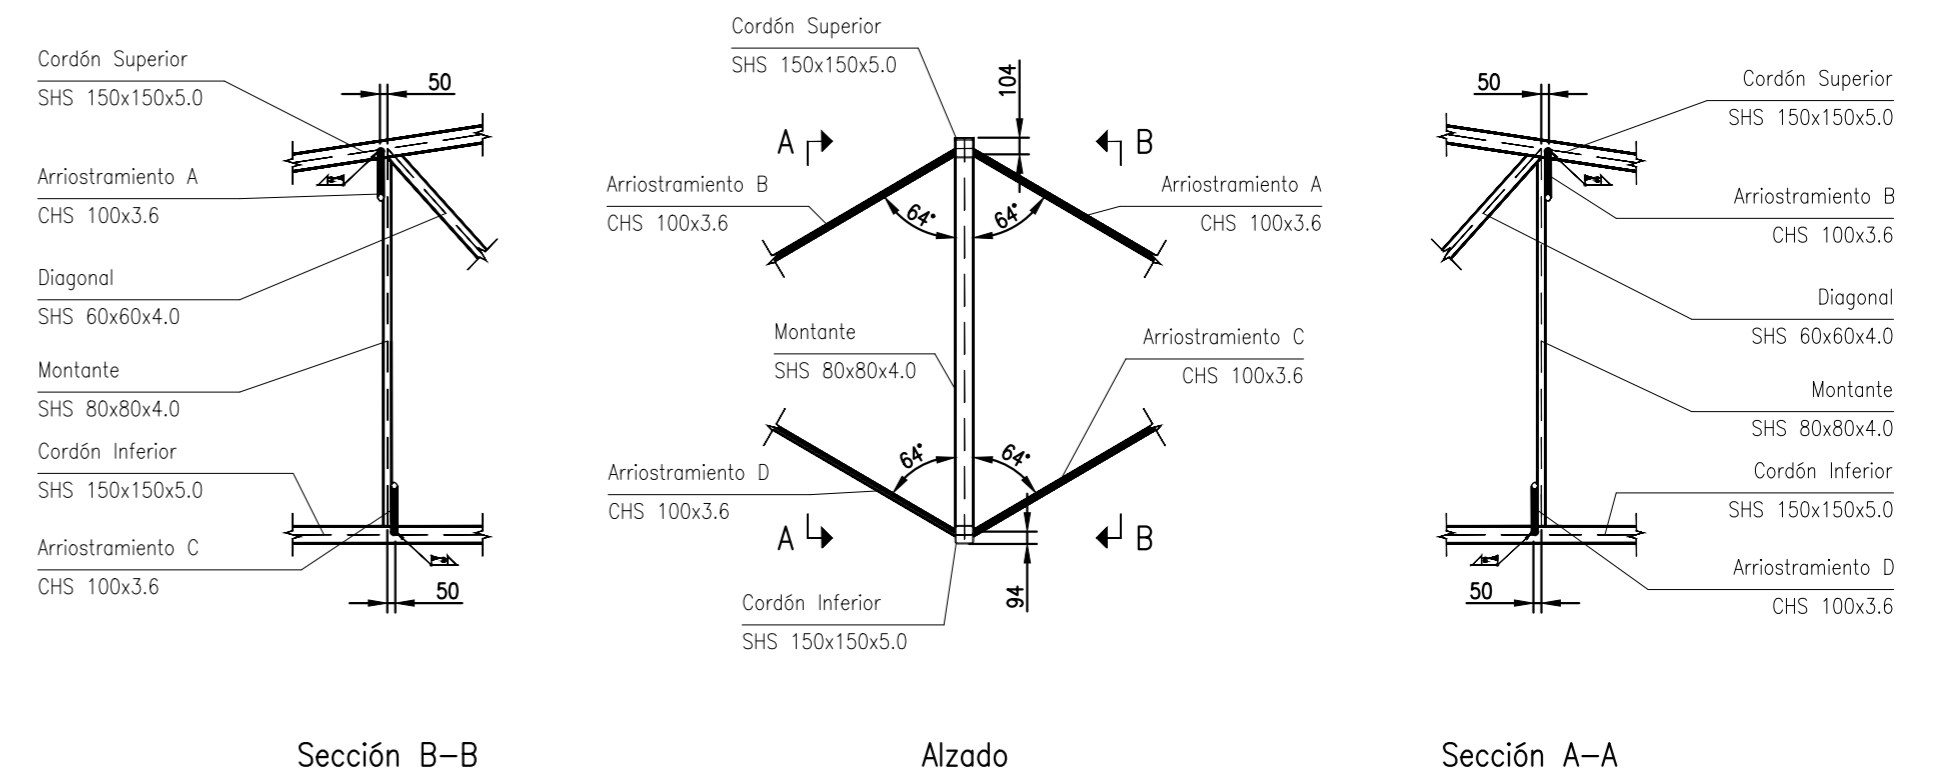 Cordón Superior
SHS 150x150x5.0
50
Arriostramiento A
CHS 100x3.6
Diagonal
SHS 60x60x4.0
Montante
SHS 80x80x4.0
Cordón Inferior
SHS 150x150x5.0
Arriostramiento C
CHS 100x3.6
50
Sección B-B
Cordón Superior
SHS 150x150x5.0
104
A
B
Arriostramiento B
CHS 100x3.6
Arriostramiento A
CHS 100x3.6
64°
64°
Montante
SHS 80x80x4.0
Arriostramiento C
CHS 100x3.6
64°
64°
Arriostramiento D
CHS 100x3.6
A
B
94
Cordón Inferior
SHS 150x150x5.0
Alzado
50
Cordón Superior
SHS 150x150x5.0
Arriostramiento B
CHS 100x3.6
Diagonal
SHS 60x60x4.0
Montante
SHS 80x80x4.0
Cordón Inferior
SHS 150x150x5.0
Arriostramiento D
CHS 100x3.6
50
Sección A-A